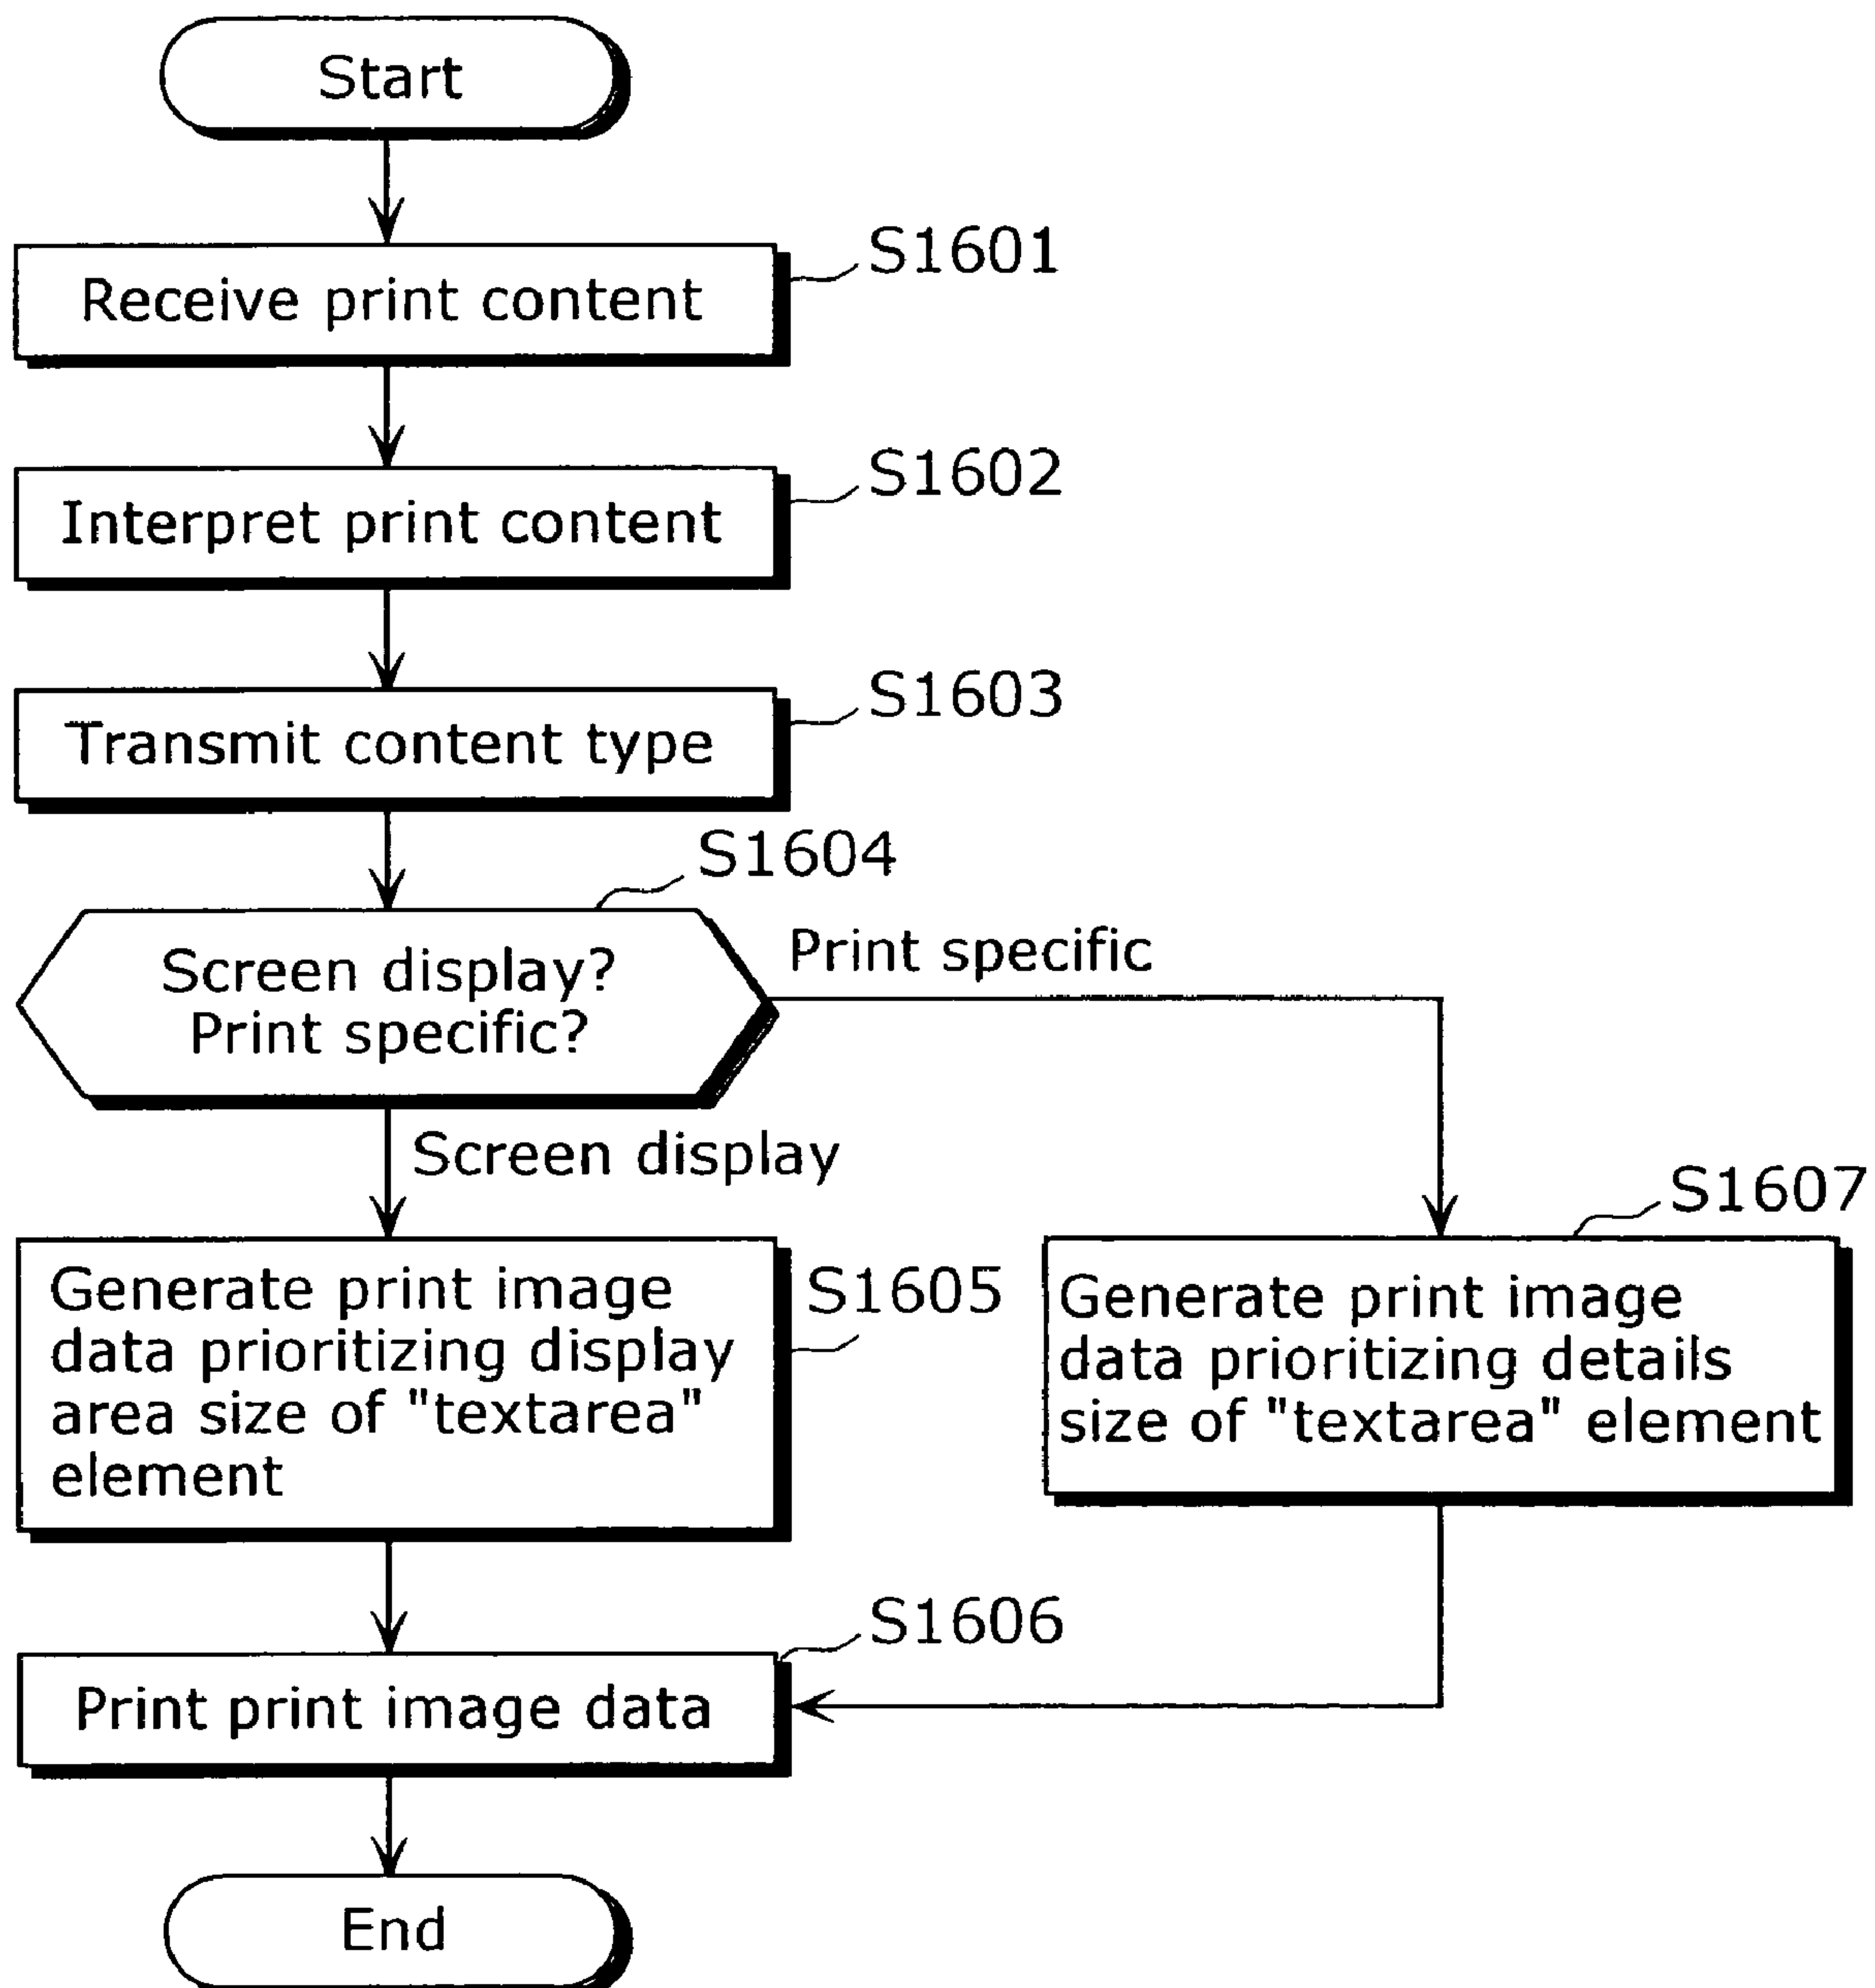 Start
S1601
Receive print content
S1602
Interpret print content
S1603
Transmit content type
S1604
Screen display?
Print specific?
Print specific
Screen display
S1605
Generate print image
data prioritizing display
area size of "textarea"
element
S1607
Generate print image
data prioritizing details
size of "textarea" element
S1606
Print print image data
End